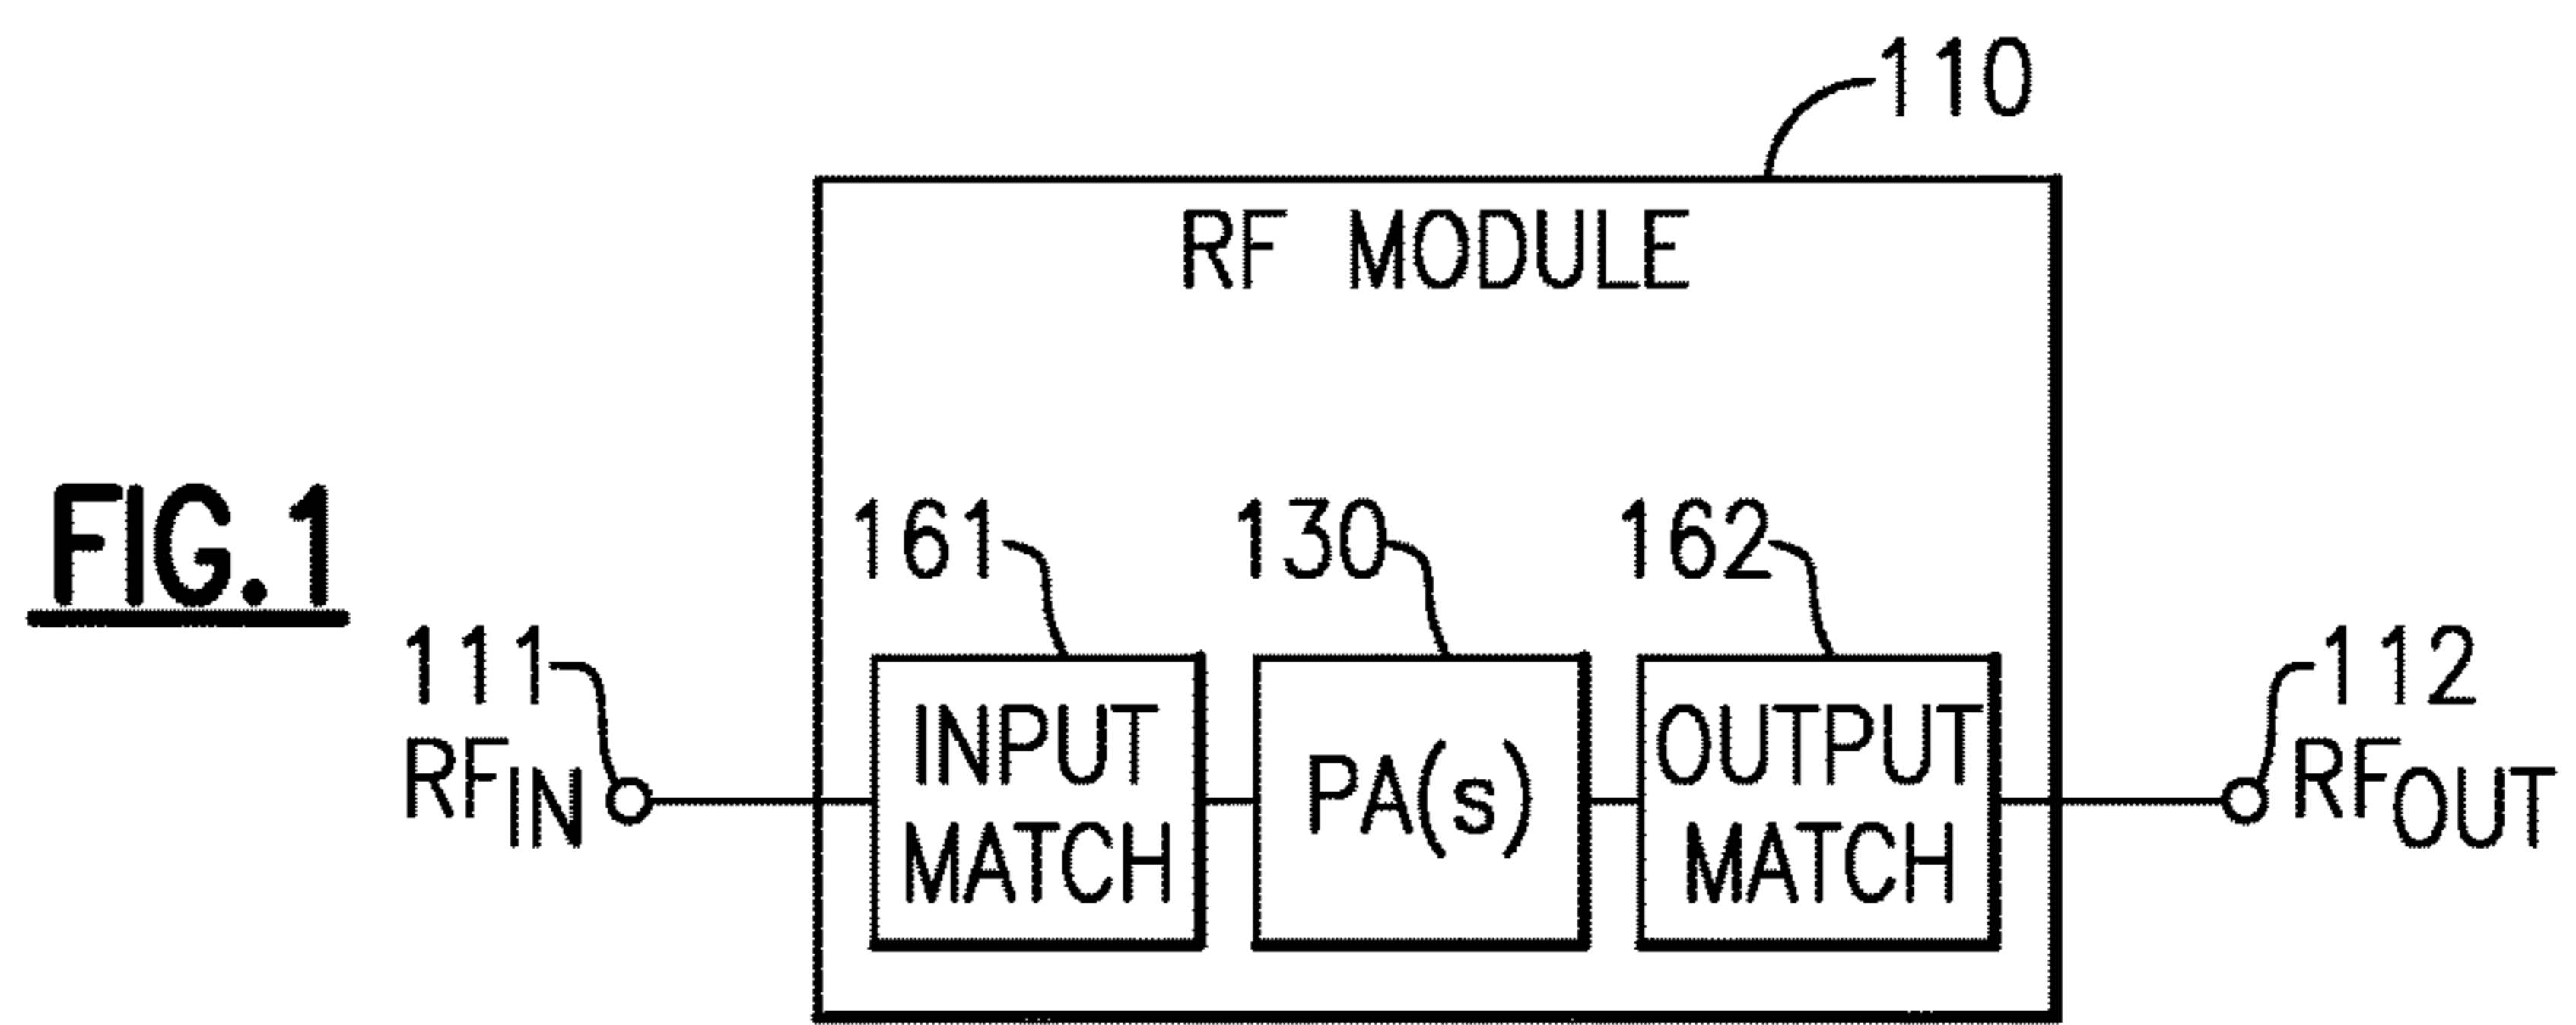 110
RF MODULE
FIG.1
161
130
162
111
112
RFIN
INPUT
MATCH
PA(s)
OUTPUT
MATCH
RFOUT